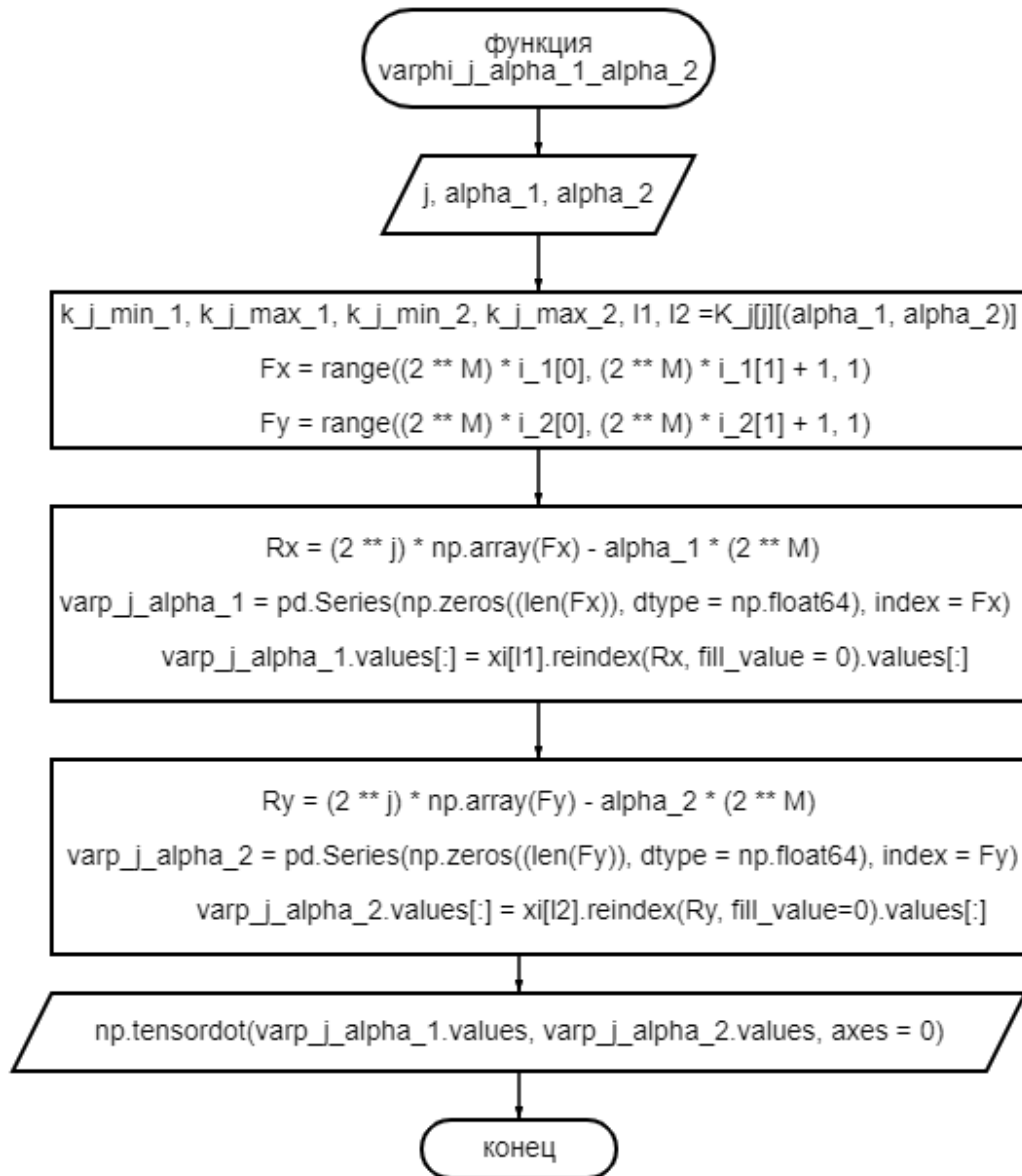 функция
varphi_j_alpha_1_alpha_2
j, alpha_1, alpha_2
k_j_min_1, k_j_max_1, k_j_min_2, k_j_max_2, l1, l2 =K_j[j][(alpha_1, alpha_2)]
Fx = range((2 ** M) * i_1[0], (2 ** M) * i_1[1] + 1, 1)
Fy = range((2 ** M) * i_2[0], (2 ** M) * i_2[1] + 1, 1)
Rx = (2 ** j) * np.array(Fx) - alpha_1 * (2 ** M)
varp_j_alpha_1 = pd.Series(np.zeros((len(Fx)), dtype = np.float64), index = Fx)
varp_j_alpha_1.values[:] = xi[l1].reindex(Rx, fill_value = 0).values[:]
Ry = (2 ** j) * np.array(Fy) - alpha_2 * (2 ** M)
varp_j_alpha_2 = pd.Series(np.zeros((len(Fy)), dtype = np.float64), index = Fy)
varp_j_alpha_2.values[:] = xi[l2].reindex(Ry, fill_value=0).values[:]
np.tensordot(varp_j_alpha_1.values, varp_j_alpha_2.values, axes = 0)
конец